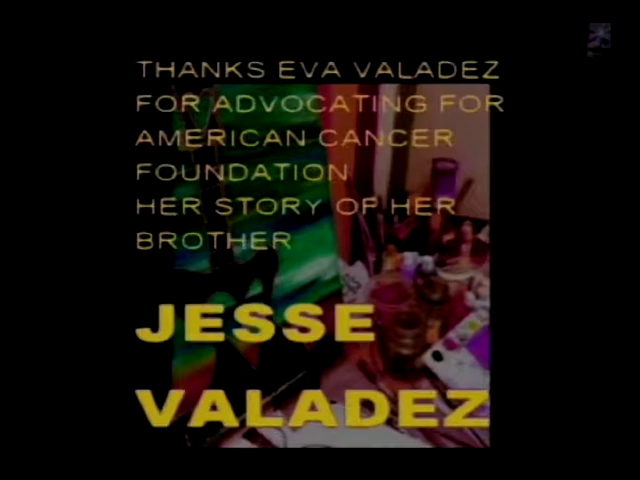 THANKS EVA VALADEZ
FOR ADVOCATING FOR
AMERICAN CANCER
FOUNDATION
HER STORY OF HER
BROTHER
JESSE
VALADEZ